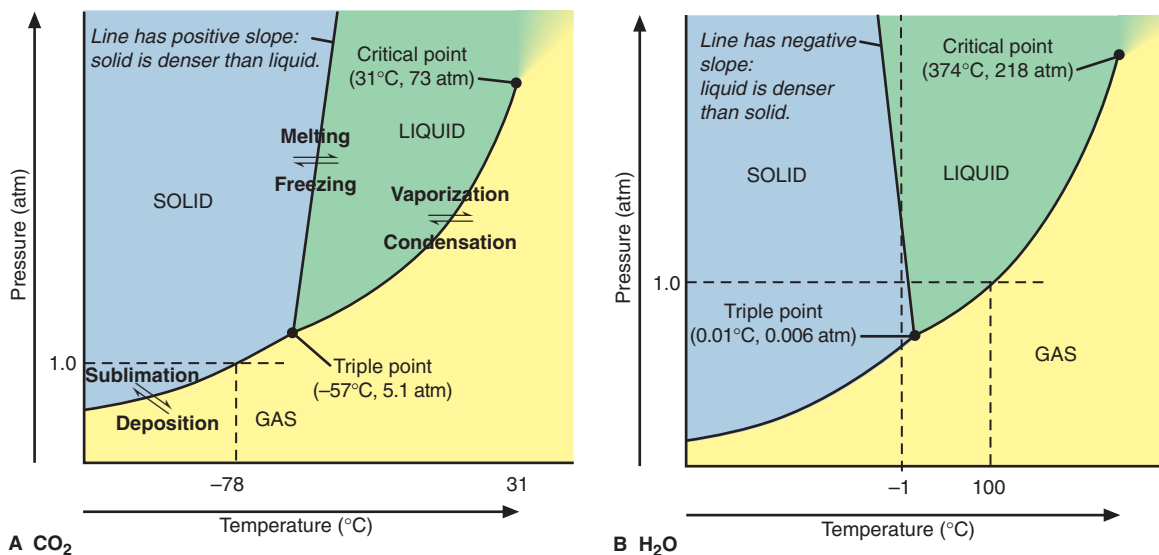 Line has positive slope:
solid is denser than liquid.
Critical point
(31°C, 73 atm)
LIQUID
Melting
Freezing
SOLID
Vaporization
Condensation
Pressure (atm)
1.0
Triple point
(–57°C, 5.1 atm)
Sublimation
Deposition
GAS
–78
31
Temperature (°C)
A CO₂
Line has negative
slope:
liquid is denser
than solid.
Critical point
(374°C, 218 atm)
SOLID
LIQUID
Pressure (atm)
1.0
Triple point
(0.01°C, 0.006 atm)
GAS
–1
100
Temperature (°C)
B H₂O